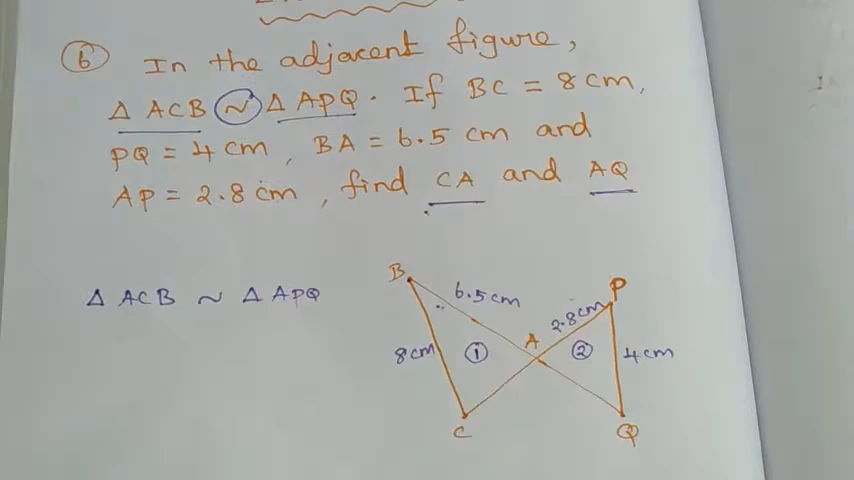 6 In the adjacent figure,
Δ ACB ~ Δ APQ. If BC = 8 cm,
PQ = 4 cm, BA = 6.5 cm and
AP = 2.8 cm, find CA and AQ
Δ ACB ~ Δ APQ
B
6.5 cm
P
2.8 cm
A
8 cm
1
2
4 cm
C
Q